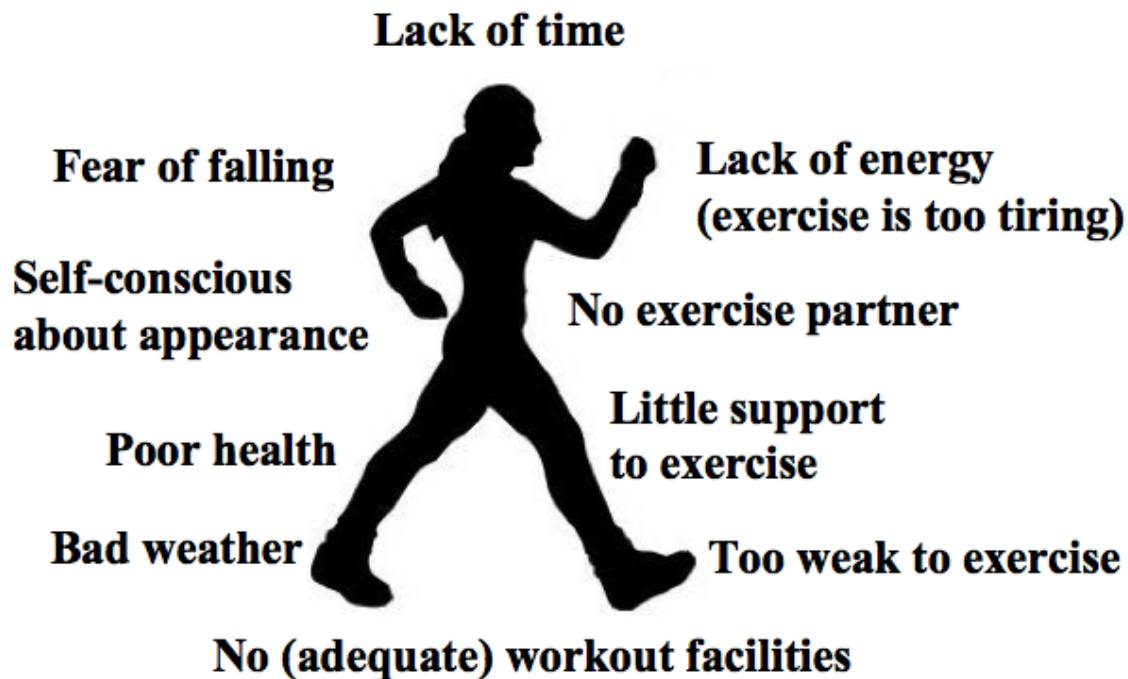 Lack of time
Fear of falling
Lack of energy
(exercise is too tiring)
Self-conscious
about appearance
No exercise partner
Little support
to exercise
Poor health
Bad weather
Too weak to exercise
No (adequate) workout facilities